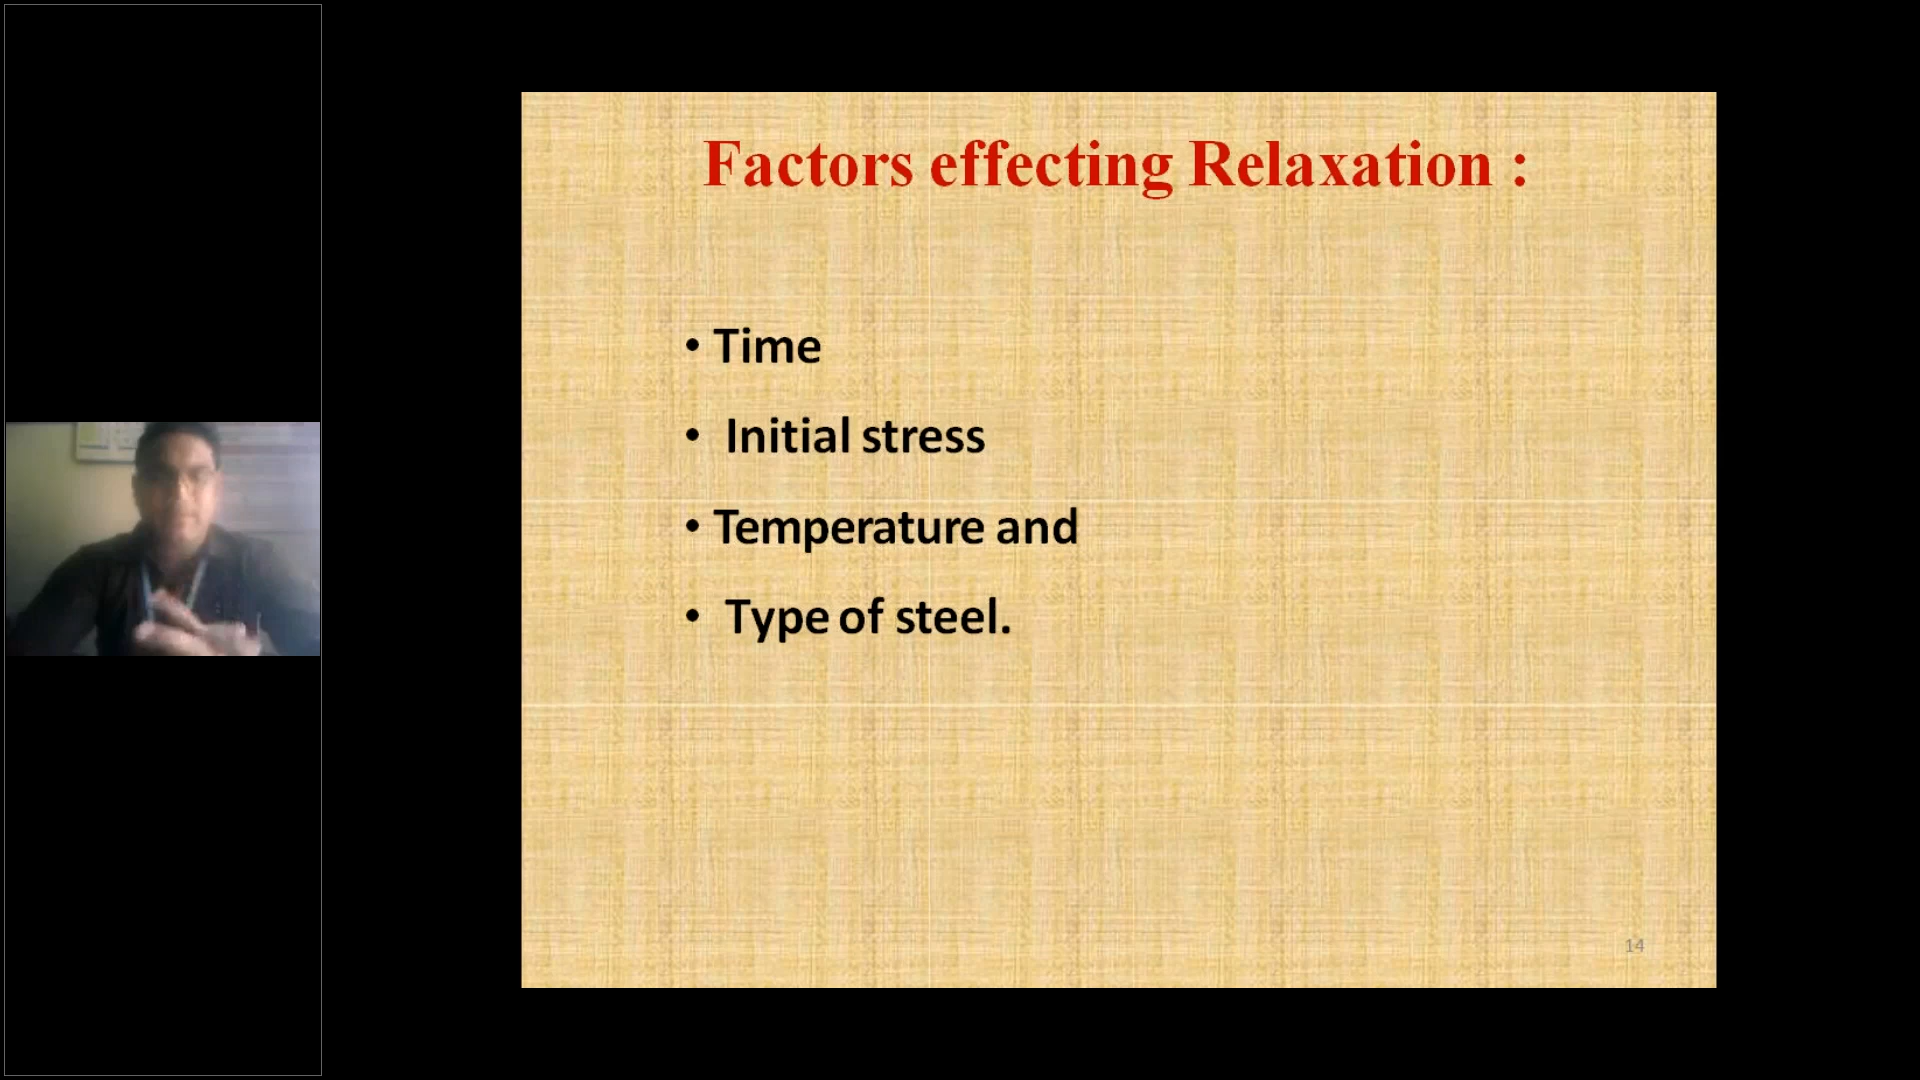 Factors effecting Relaxation :
• Time
• Initial stress
• Temperature and
• Type of steel.
14